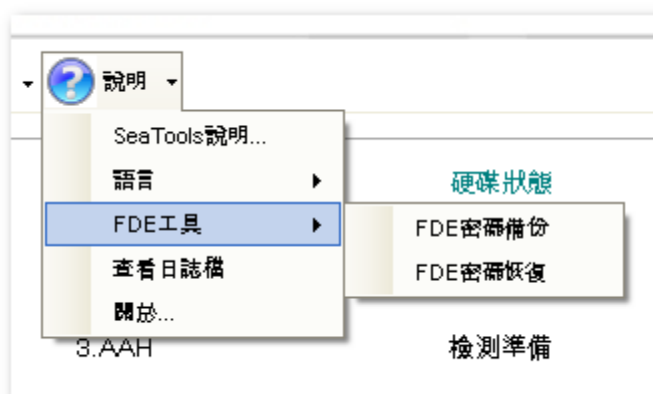 說明
SeaTools說明...
語言
硬碟狀態
FDE工具
FDE密碼備份
查看日誌檔
FDE密碼恢復
關於...
3.AAH
檢測準備